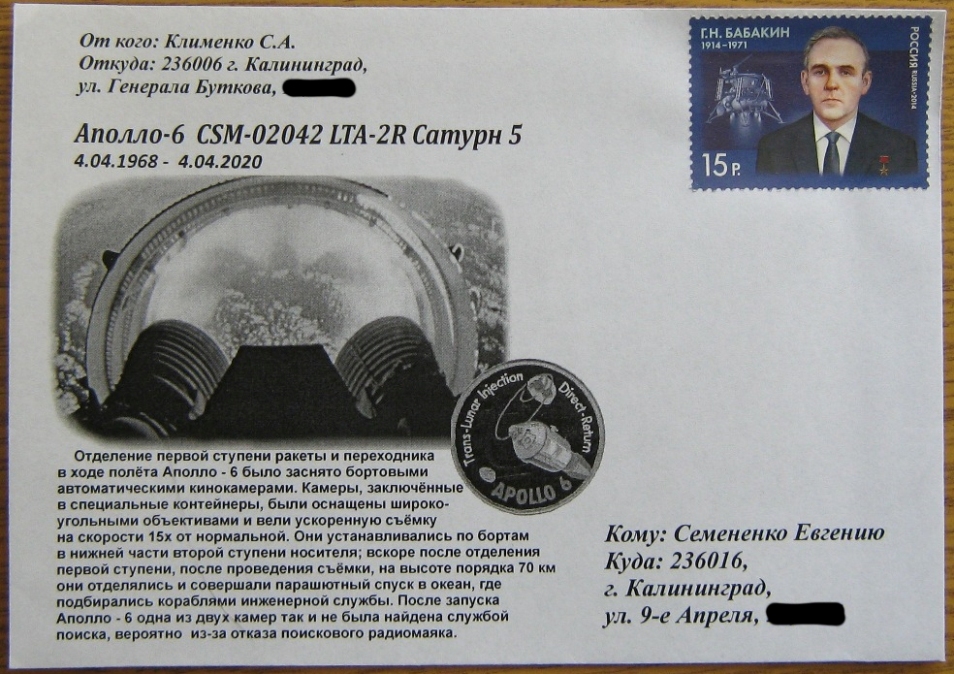 От кого: Клименко С.А.
Откуда: 236006 г. Калининград,
ул. Генерала Буткова,
Г.Н. БАБАКИН
1914–1971
РОССИЯ RUSSIA·2014
15 Р.
Аполло-6 CSM-02042 LTA-2R Сатурн 5
4.04.1968 - 4.04.2020
Trans-Lunar Injection
Direct-Return
APOLLO 6
Отделение первой ступени ракеты и переходника
в ходе полёта Аполло - 6 было заснято бортовыми
автоматическими кинокамерами. Камеры, заключённые
в специальные контейнеры, были оснащены широко-
угольными объективами и вели ускоренную съёмку
на скорости 15х от нормальной. Они устанавливались по бортам
в нижней части второй ступени носителя; вскоре после отделения
первой ступени, после проведения съёмки, на высоте порядка 70 км
они отделялись и совершали парашютный спуск в океан, где
подбирались кораблями инженерной службы. После запуска
Аполло - 6 одна из двух камер так и не была найдена службой
поиска, вероятно из-за отказа поискового радиомаяка.
Кому: Семененко Евгению
Куда: 236016,
г. Калининград,
ул. 9-е Апреля,